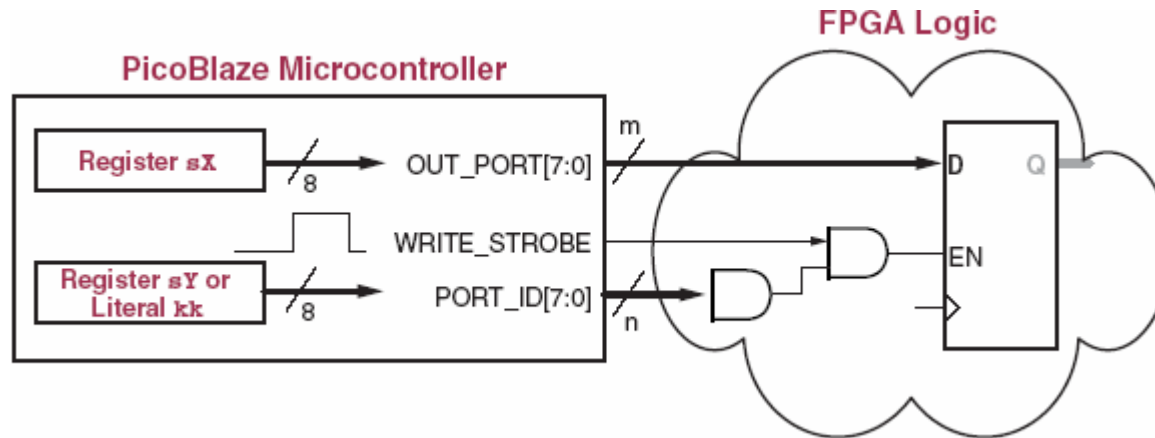 FPGA Logic
PicoBlaze Microcontroller
Register sX
8
OUT_PORT[7:0]
m
D
Q
WRITE_STROBE
EN
Register sY or
Literal kk
8
PORT_ID[7:0]
n